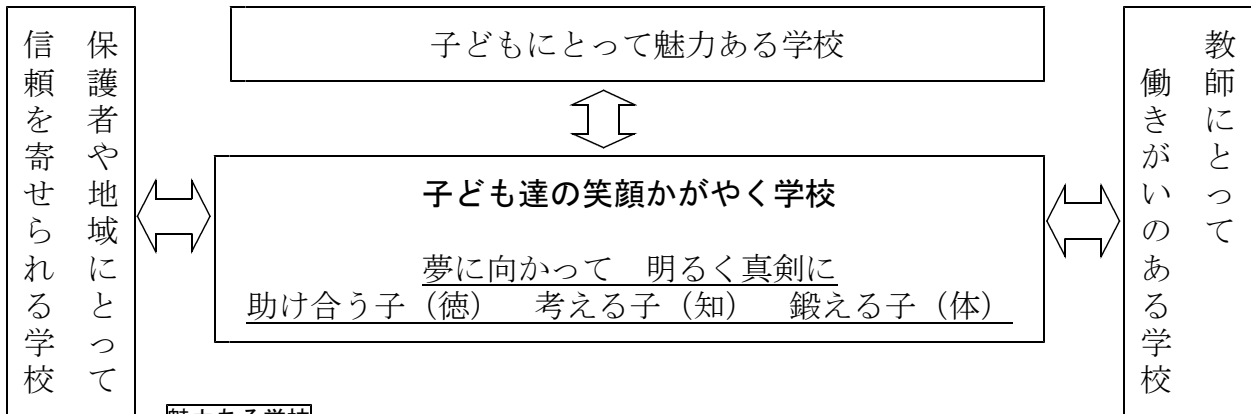 子どもにとって魅力ある学校
保護者や地域にとって
信頼を寄せられる学校
子ども達の笑顔かがやく学校
夢に向かって　明るく真剣に
助け合う子（徳）　考える子（知）　鍛える子（体）
教師にとって
働きがいのある学校
魅力ある学校